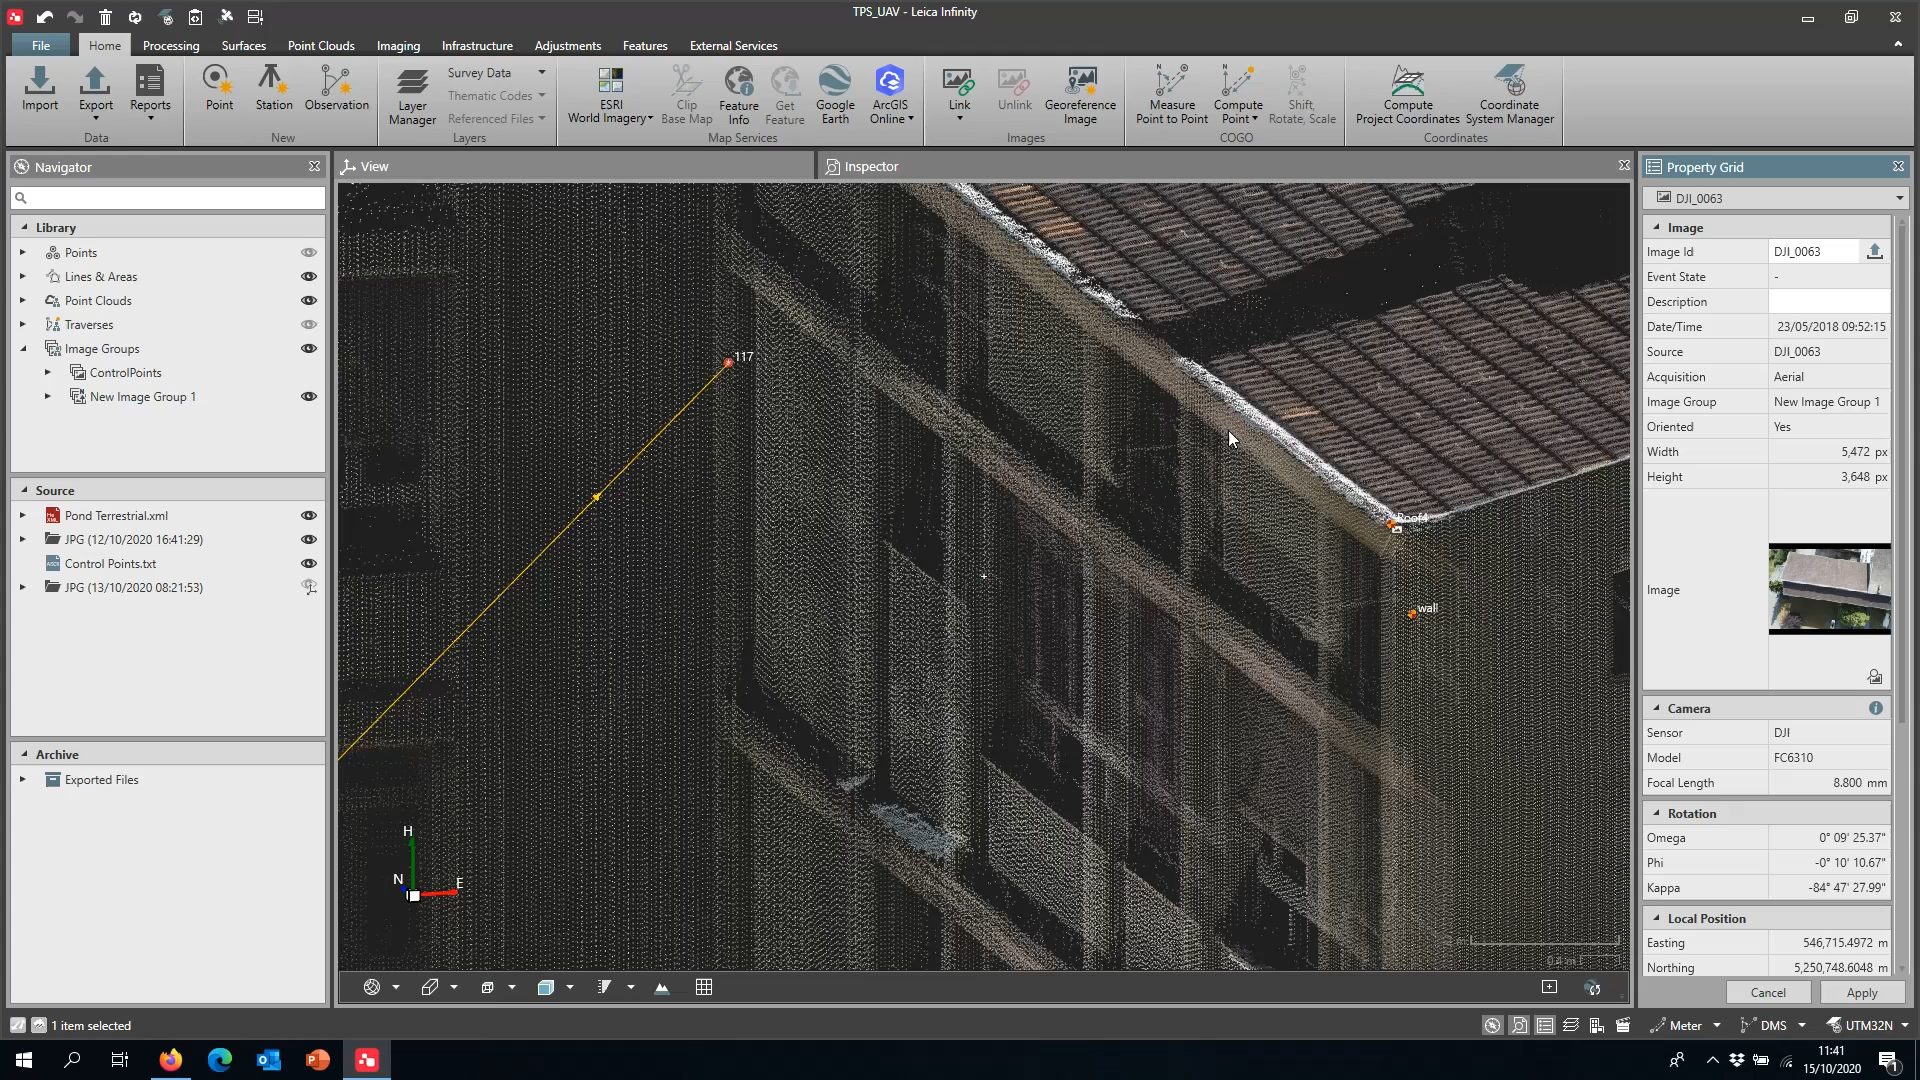 TPS_UAV - Leica Infinity
File Home Processing Surfaces Point Clouds Imaging Infrastructure Adjustments Features External Services
Import Export Reports
Data
Point Station Observation
New
Layer Manager
Survey Data
Thematic Codes
Referenced Files
Layers
ESRI World Imagery
Clip Base Map
Feature Info
Get Feature
Google Earth
ArcGIS Online
Map Services
Link Unlink Georeference Image
Images
Measure Point to Point
Compute Point
Shift, Rotate, Scale
COGO
Compute Project Coordinates
Coordinate System Manager
Coordinates
Navigator
Library
Points
Lines & Areas
Point Clouds
Traverses
Image Groups
ControlPoints
New Image Group 1
Source
Pond Terrestrial.xml
JPG (12/10/2020 16:41:29)
Control Points.txt
JPG (13/10/2020 08:21:53)
Archive
Exported Files
View
Inspector
117
Roof4
wall
H
N
E
0.4 m
Property Grid
DJI_0063
Image
Image Id DJI_0063
Event State -
Description
Date/Time 23/05/2018 09:52:15
Source DJI_0063
Acquisition Aerial
Image Group New Image Group 1
Oriented Yes
Width 5,472 px
Height 3,648 px
Image
Camera
Sensor DJI
Model FC6310
Focal Length 8.800 mm
Rotation
Omega 0° 09' 25.37"
Phi -0° 10' 10.67"
Kappa -84° 47' 27.99"
Local Position
Easting 546,715.4972 m
Northing 5,250,748.6048 m
Cancel Apply
1 item selected
Meter DMS UTM32N
11:41
15/10/2020
1